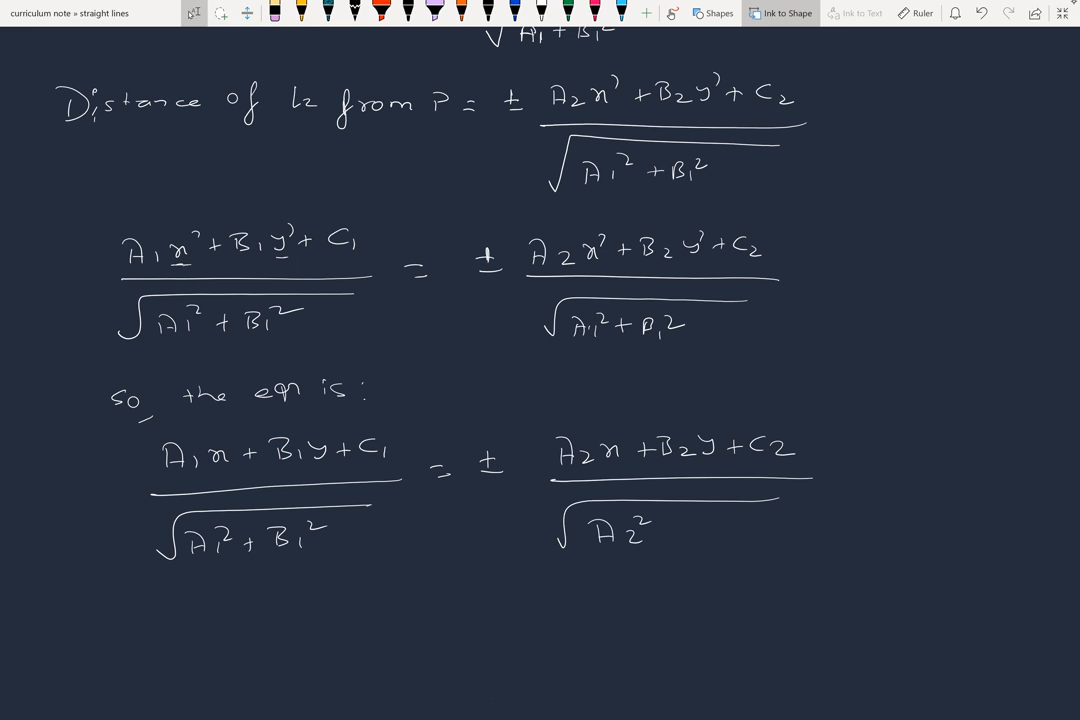 curriculum note » straight lines
Shapes Ink to Shape Ink to Text Ruler
√A₁² + B₁²
Distance of L₂ from P = ± (A₂x' + B₂y' + C₂) / √(A₁² + B₁²)
(A₁x' + B₁y' + C₁) / √(A₁² + B₁²) = ± (A₂x' + B₂y' + C₂) / √(A₁² + B₁²)
so, the eqn is:
(A₁x + B₁y + C₁) / √(A₁² + B₁²) = ± (A₂x + B₂y + C₂) / √(A₂²